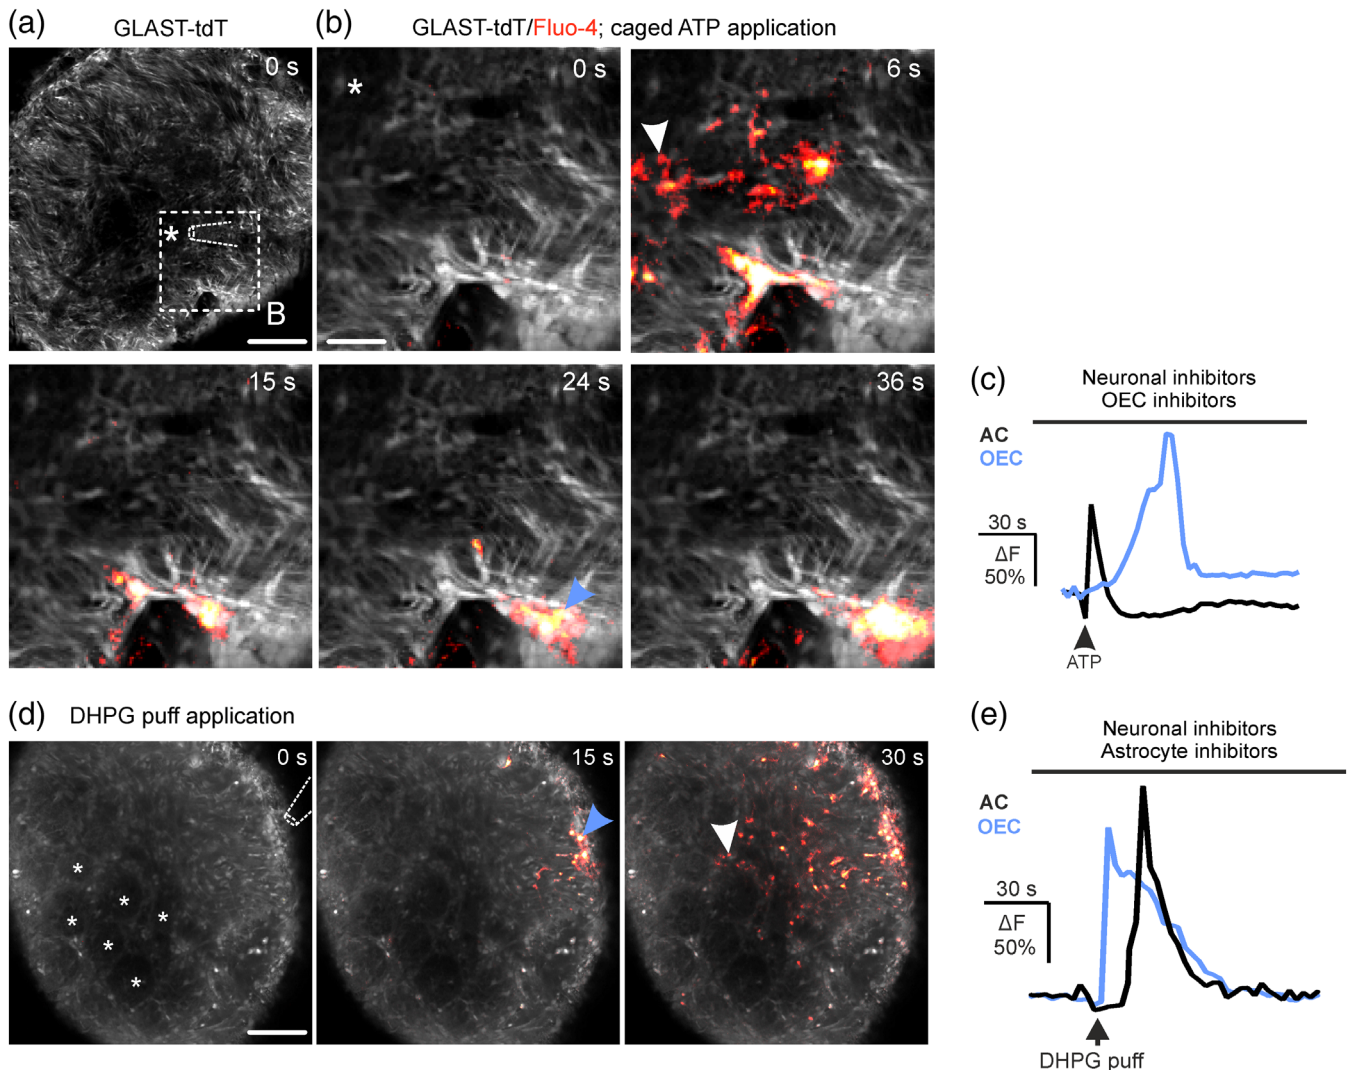 (a) GLAST-tdT
0 s
*
B
(b) GLAST-tdT/Fluo-4; caged ATP application
0 s
*
6 s
15 s
24 s
36 s
(c) Neuronal inhibitors
OEC inhibitors
AC
OEC
30 s
ΔF
50%
ATP
(d) DHPG puff application
0 s
* * * * * *
15 s
30 s
(e) Neuronal inhibitors
Astrocyte inhibitors
AC
OEC
30 s
ΔF
50%
DHPG puff